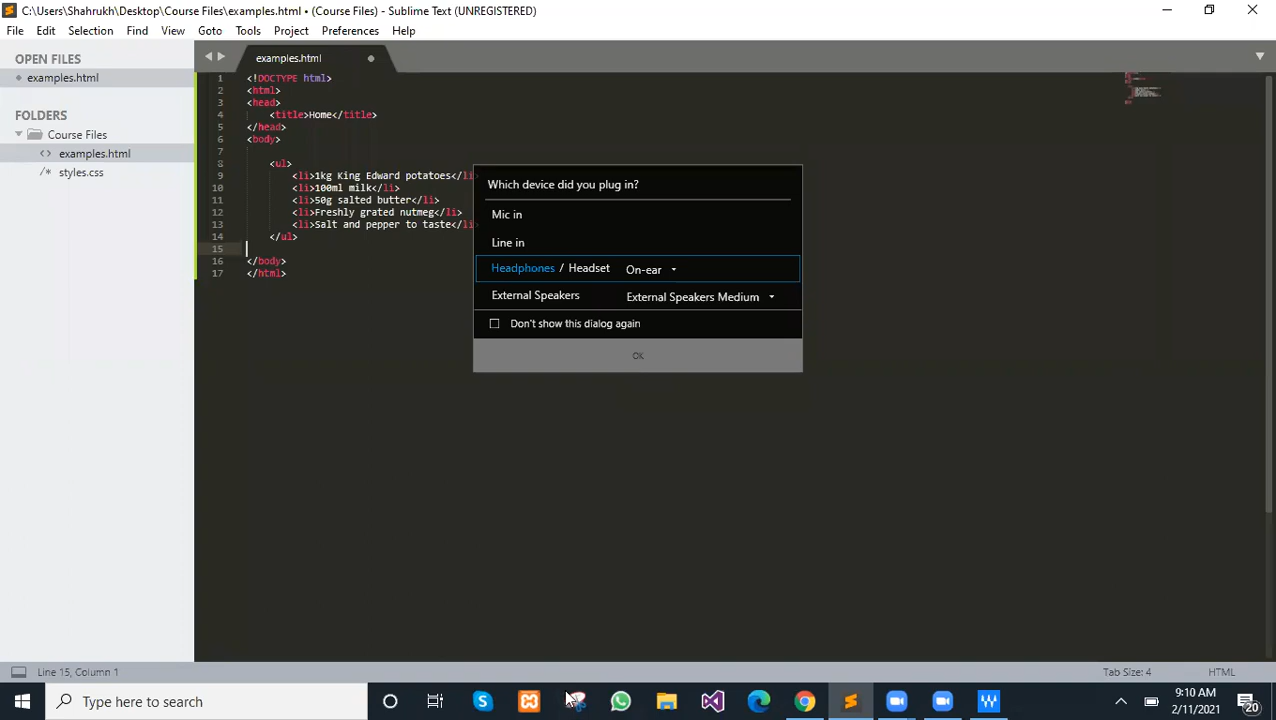 C:\Users\Shahrukh\Desktop\Course Files\examples.html • (Course Files) - Sublime Text (UNREGISTERED)
File Edit Selection Find View Goto Tools Project Preferences Help
OPEN FILES
examples.html
FOLDERS
Course Files
<> examples.html
/* styles.css
examples.html
1 <!DOCTYPE html>
2 <html>
3 <head>
4 <title>Home</title>
5 </head>
6 <body>
7
8 <ul>
9 <li>1kg King Edward potatoes</li>
10 <li>100ml milk</li>
11 <li>50g salted butter</li>
12 <li>Freshly grated nutmeg</li>
13 <li>Salt and pepper to taste</li>
14 </ul>
15
16 </body>
17 </html>
Which device did you plug in?
Mic in
Line in
Headphones / Headset On-ear
External Speakers External Speakers Medium
Don't show this dialog again
OK
Line 15, Column 1 Tab Size: 4 HTML
Type here to search
9:10 AM
2/11/2021
20